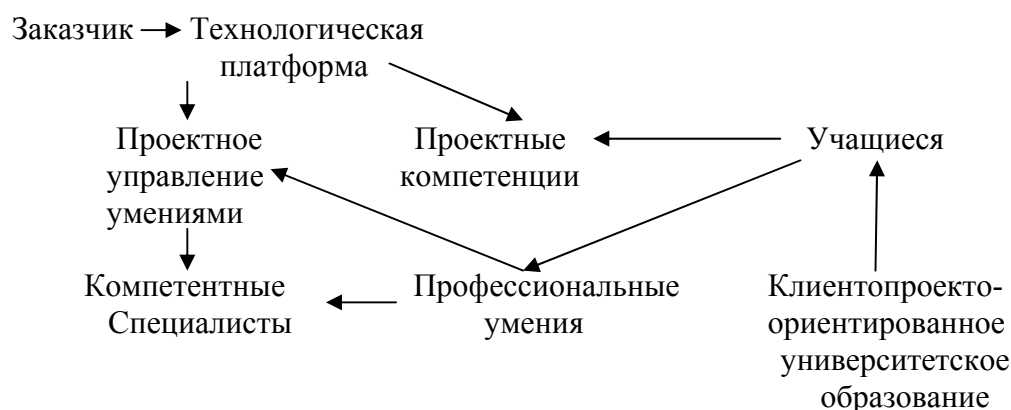 Заказчик Технологическая
платформа
Проектное Проектные Учащиеся
управление компетенции
умениями
Компетентные Профессиональные Клиентопроекто-
Специалисты умения ориентированное
университетское
образование